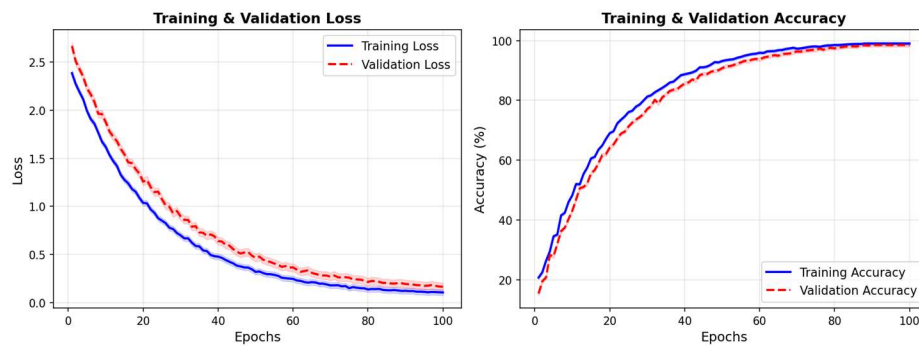 Training & Validation Loss
Training Loss
Validation Loss
2.5
2.0
1.5
1.0
0.5
0.0
Loss
0
20
40
60
80
100
Epochs
Training & Validation Accuracy
100
80
60
40
20
Accuracy (%)
Training Accuracy
Validation Accuracy
0
20
40
60
80
100
Epochs